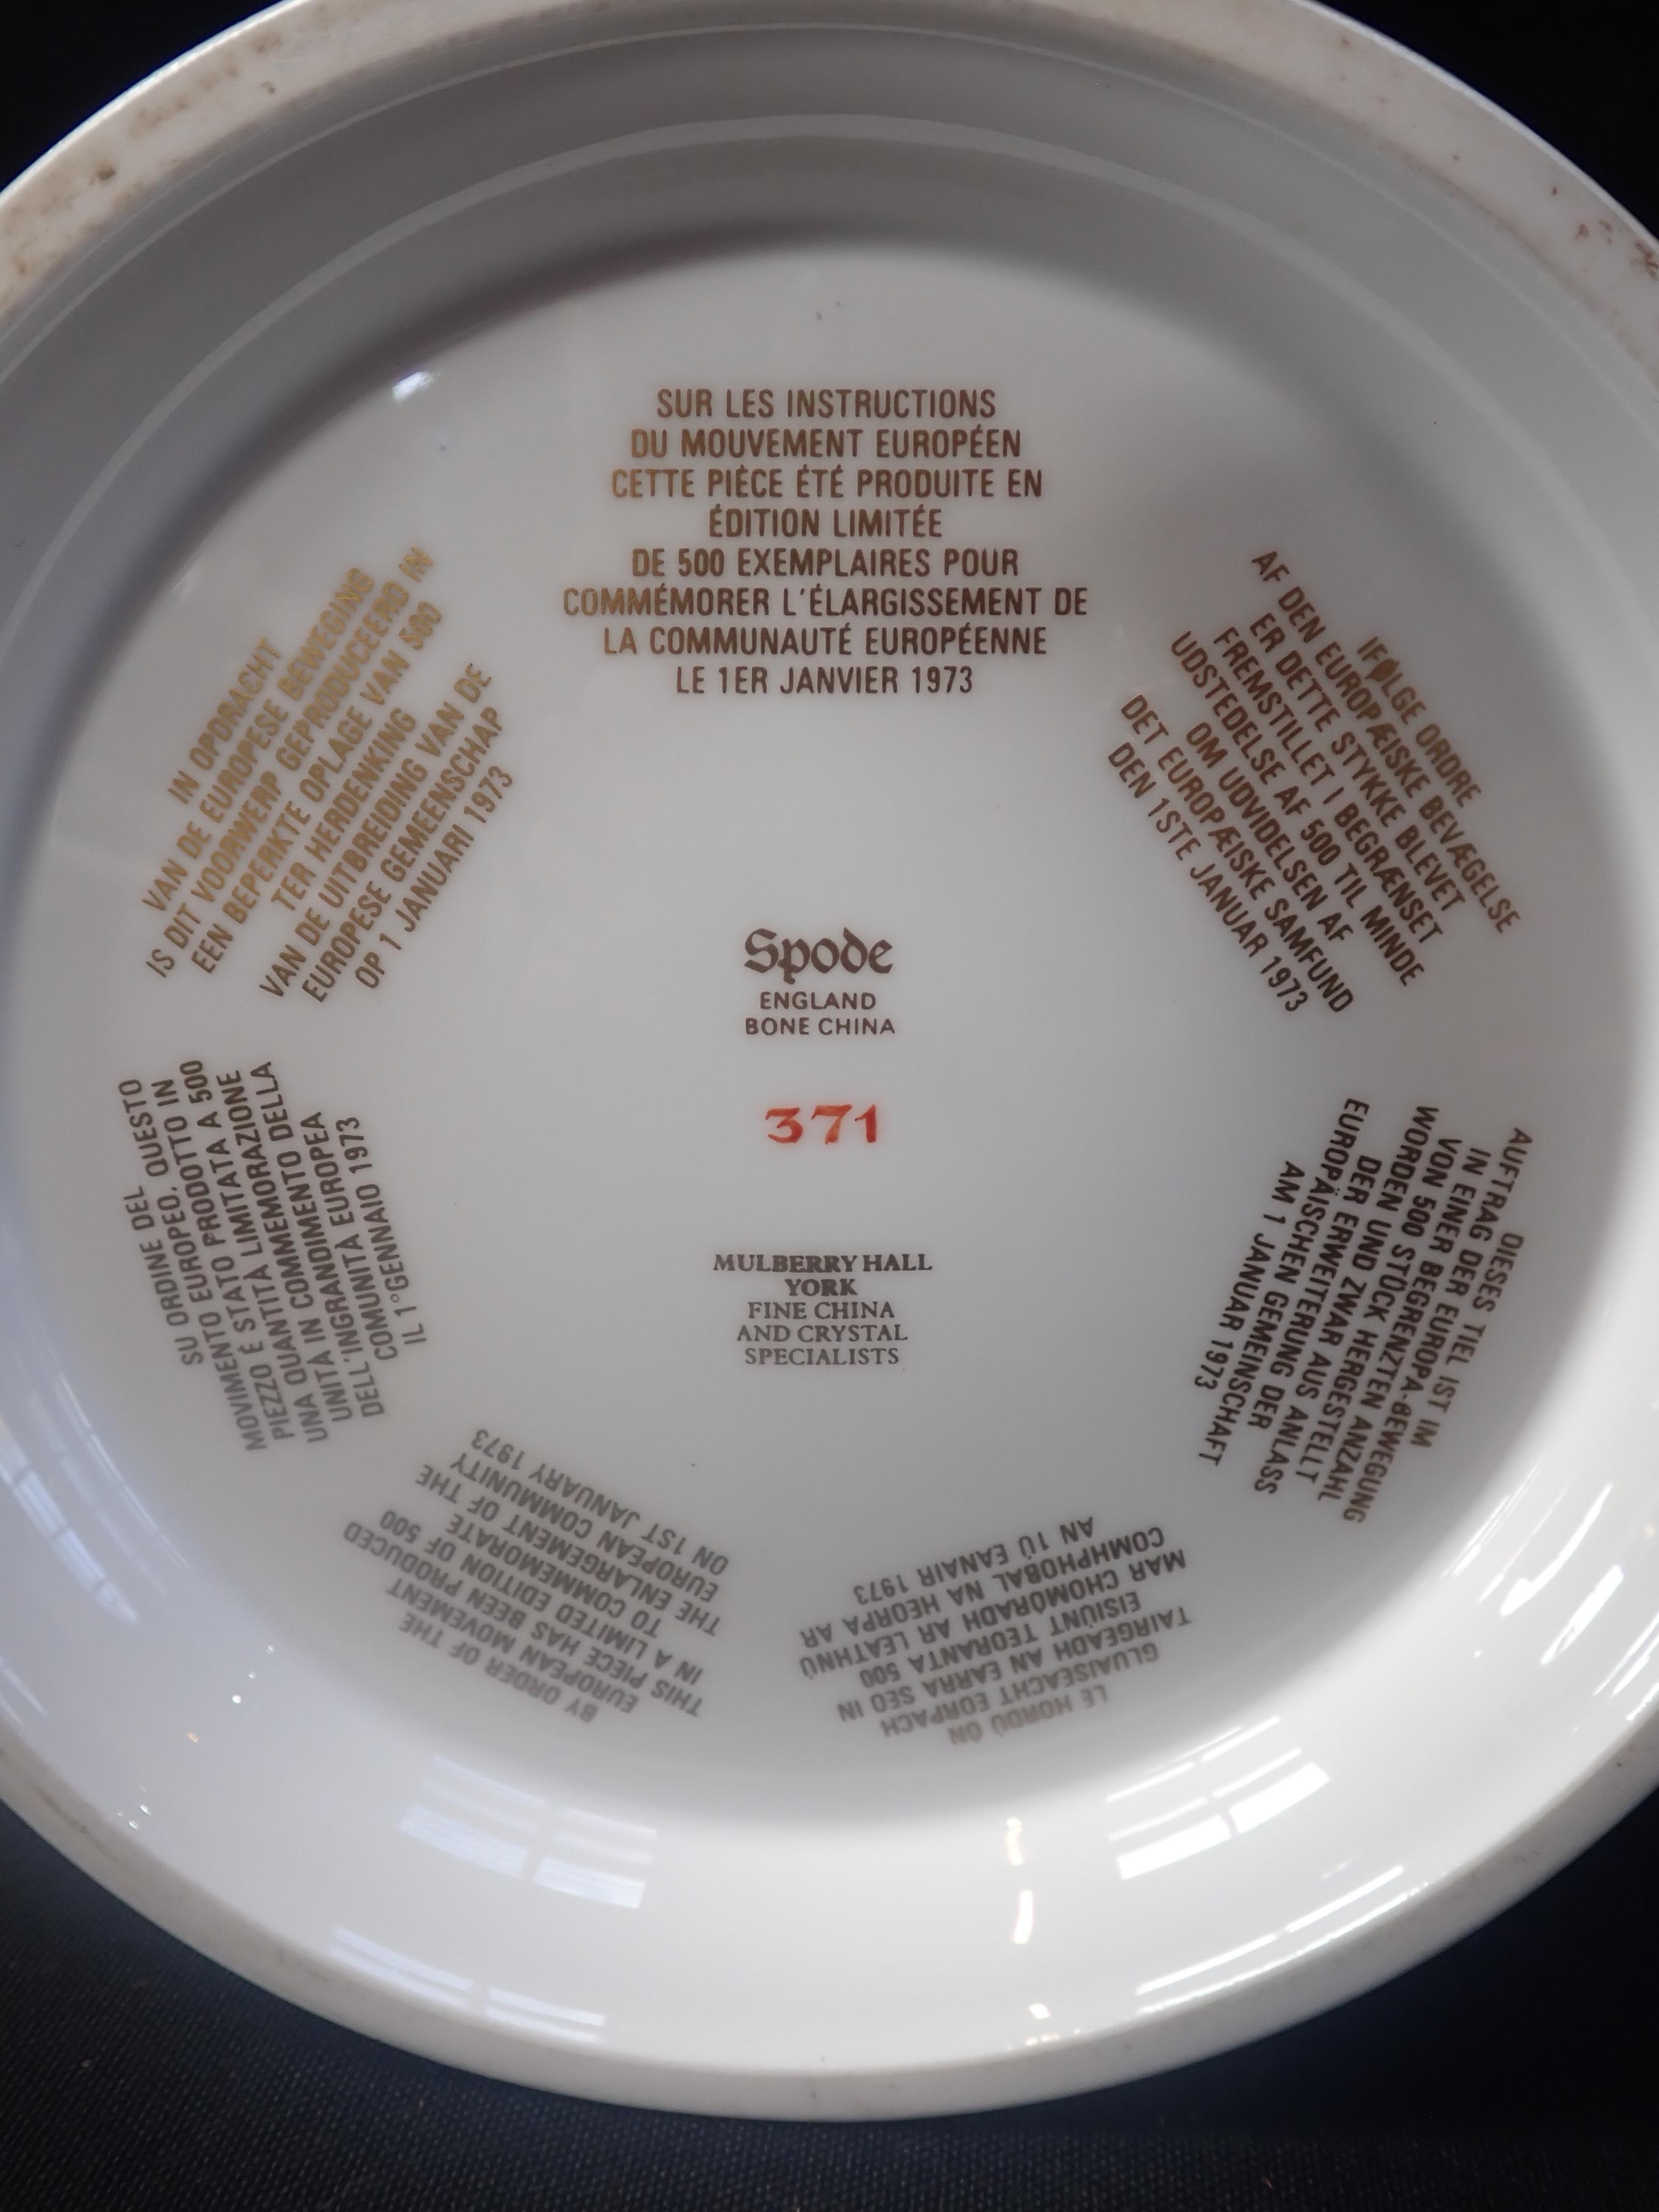 SUR LES INSTRUCTIONS
DU MOUVEMENT EUROPÉEN
CETTE PIÈCE ÉTÉ PRODUITE EN
ÉDITION LIMITÉE
DE 500 EXEMPLAIRES POUR
COMMÉMORER L'ÉLARGISSEMENT DE
LA COMMUNAUTÉ EUROPÉENNE
LE 1ER JANVIER 1973
IFØLGE ORDRE
AF DEN EUROPÆISKE BEVÆGELSE
ER DETTE STYKKE BLEVET
FREMSTILLET I BEGRÆNSET
UDSTEDELSE AF 500 TIL MINDE
OM UDVIDELSEN AF
DET EUROPÆISKE SAMFUND
DEN 1STE JANUAR 1973
DIESES TIEL IST IM
AUFTRAG DER EUROPA-BEWEGUNG
IN EINER BEGRENZTEN ANZAHL
VON 500 STÜCK HERGESTELLT
WORDEN UND ZWAR AUS ANLASS
DER ERWEITERUNG DER
EUROPÄISCHEN GEMEINSCHAFT
AM 1 JANUAR 1973
LE HORDÚ ÓN
GLUAISEACHT EORPACH
TAIRGEADH AN EARRA SEO IN
EISIÚNT TEORANTA 500
MAR CHOMÓRADH AR LEATHNÚ
COMHPHOBAL NA HEORPA AR
AN 1Ú EANAIR 1973
BY ORDER OF THE
EUROPEAN MOVEMENT
THIS PIECE HAS BEEN PRODUCED
IN A LIMITED EDITION OF 500
TO COMMEMORATE
THE ENLARGEMENT OF THE
EUROPEAN COMMUNITY
ON 1ST JANUARY 1973
SU ORDINE DEL QUESTO
MOVIMENTO EUROPEO, PRODOTTO IN
PIEZZO É STATO LIMITATA A 500
UNA QUANTITÀ LIMEMORAZIONE
UNITA IN COMMEMENTO DELLA
DELL'INGRANDIMENTO EUROPEA
COMUNITA EUROPEA
IL 1° GENNAIO 1973
IN OPDRACHT
VAN DE EUROPESE BEWEGING
IS DIT VOORWERP GEPRODUCEERD IN
EEN BEPERKTE OPLAGE VAN 500
TER HERDENKING
VAN DE UITBREIDING VAN DE
EUROPESE GEMEENSCHAP
OP 1 JANUARI 1973
Spode
ENGLAND
BONE CHINA
371
MULBERRY HALL
YORK
FINE CHINA
AND CRYSTAL
SPECIALISTS